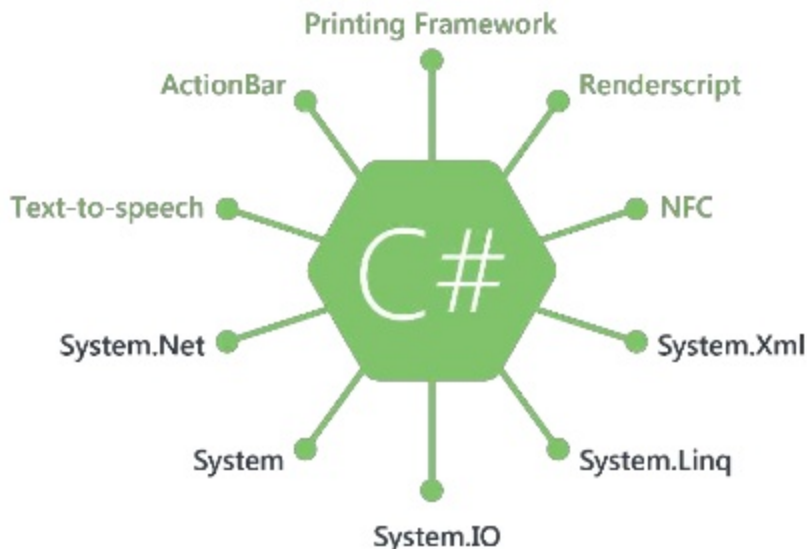 Printing Framework
ActionBar
Renderscript
Text-to-speech
NFC
C#
System.Net
System.Xml
System
System.Linq
System.IO